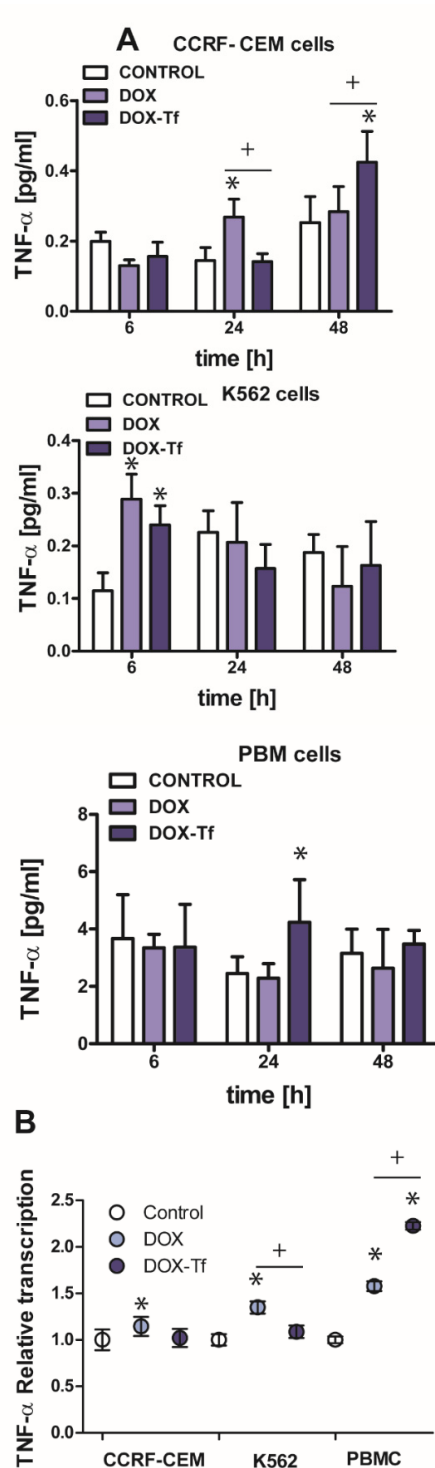 A
CCRF- CEM cells
CONTROL
DOX
DOX-Tf
+
+
*
*
TNF-α [pg/ml]
0.6
0.4
0.2
0.0
6
24
48
time [h]
K562 cells
CONTROL
DOX
DOX-Tf
*
*
TNF-α [pg/ml]
0.4
0.3
0.2
0.1
0.0
6
24
48
time [h]
PBM cells
CONTROL
DOX
DOX-Tf
*
TNF-α [pg/ml]
8
6
4
2
0
6
24
48
time [h]
B
+
Control
DOX
DOX-Tf
*
*
+
*
*
TNF-α Relative transcription
2.5
2.0
1.5
1.0
0.5
0.0
CCRF-CEM
K562
PBMC